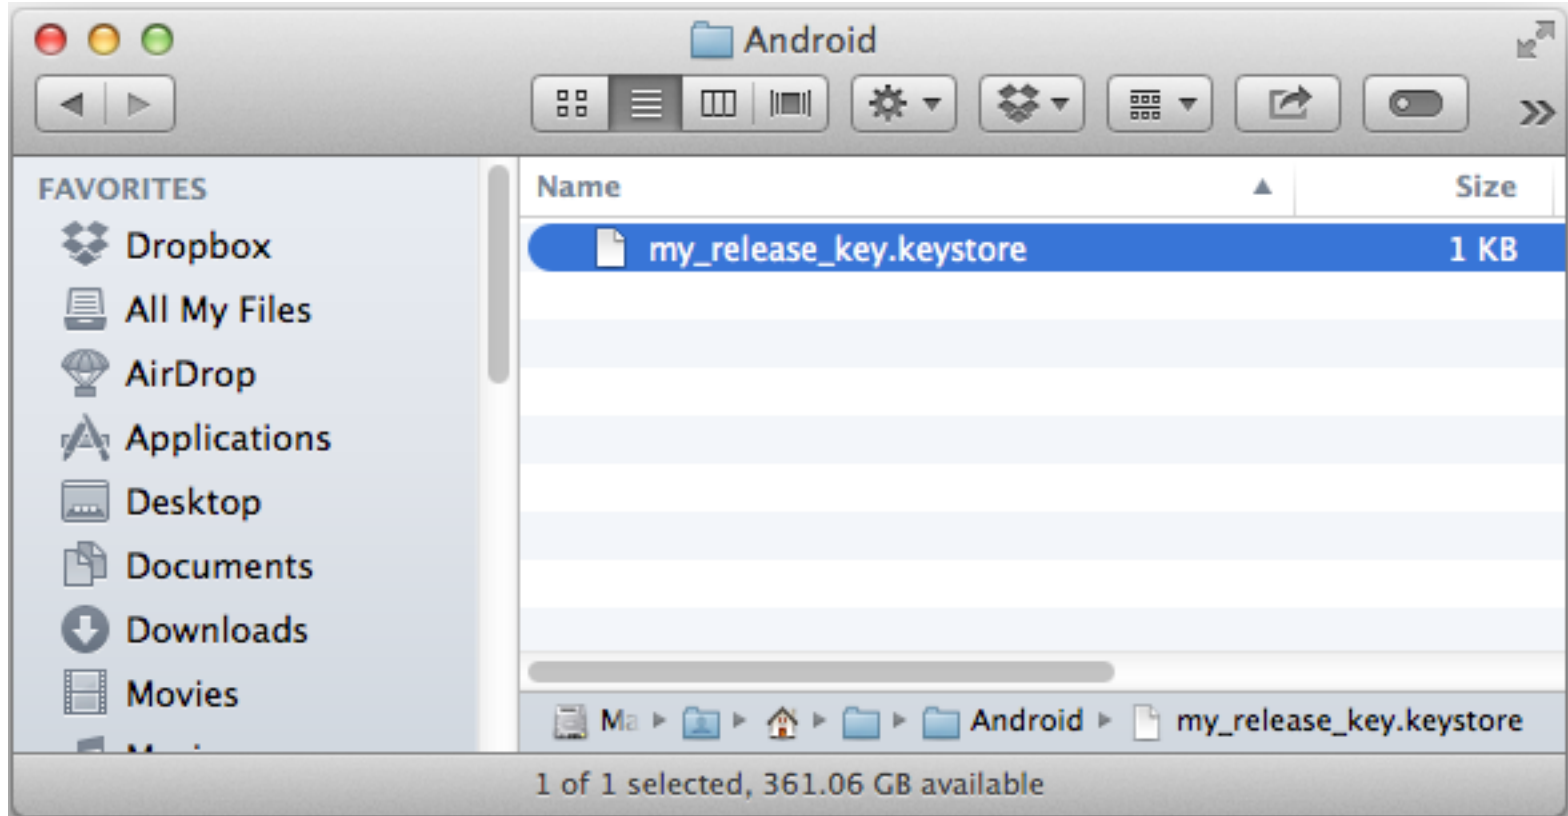 Android
FAVORITES
Dropbox
All My Files
AirDrop
Applications
Desktop
Documents
Downloads
Movies
Name Size
my_release_key.keystore 1 KB
Ma Android my_release_key.keystore
1 of 1 selected, 361.06 GB available